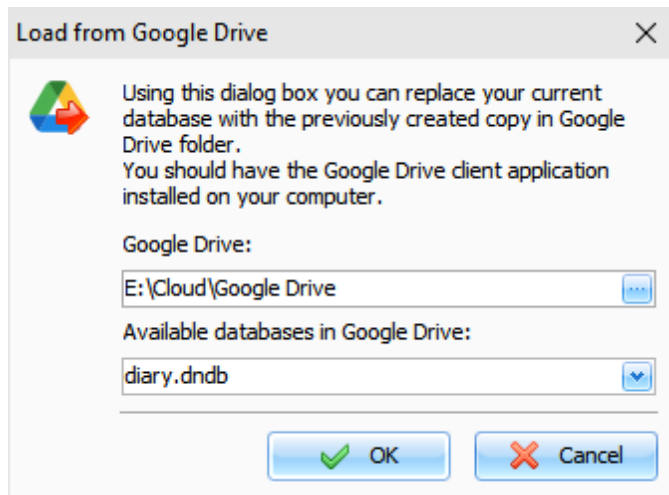 Load from Google Drive
Using this dialog box you can replace your current
database with the previously created copy in Google
Drive folder.
You should have the Google Drive client application
installed on your computer.
Google Drive:
E:\Cloud\Google Drive
Available databases in Google Drive:
diary.dndb
OK Cancel